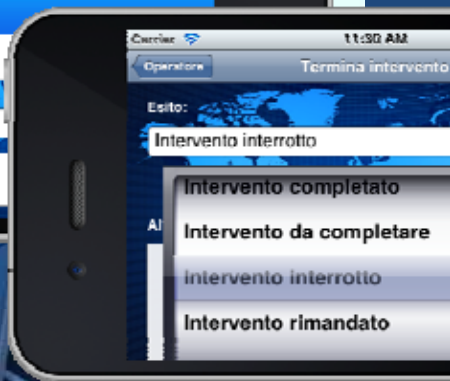 Carrier 11:30 AM
Operatore Termina intervento
Esito:
Intervento interrotto
Intervento completato
Al
Intervento da completare
Intervento interrotto
Intervento rimandato